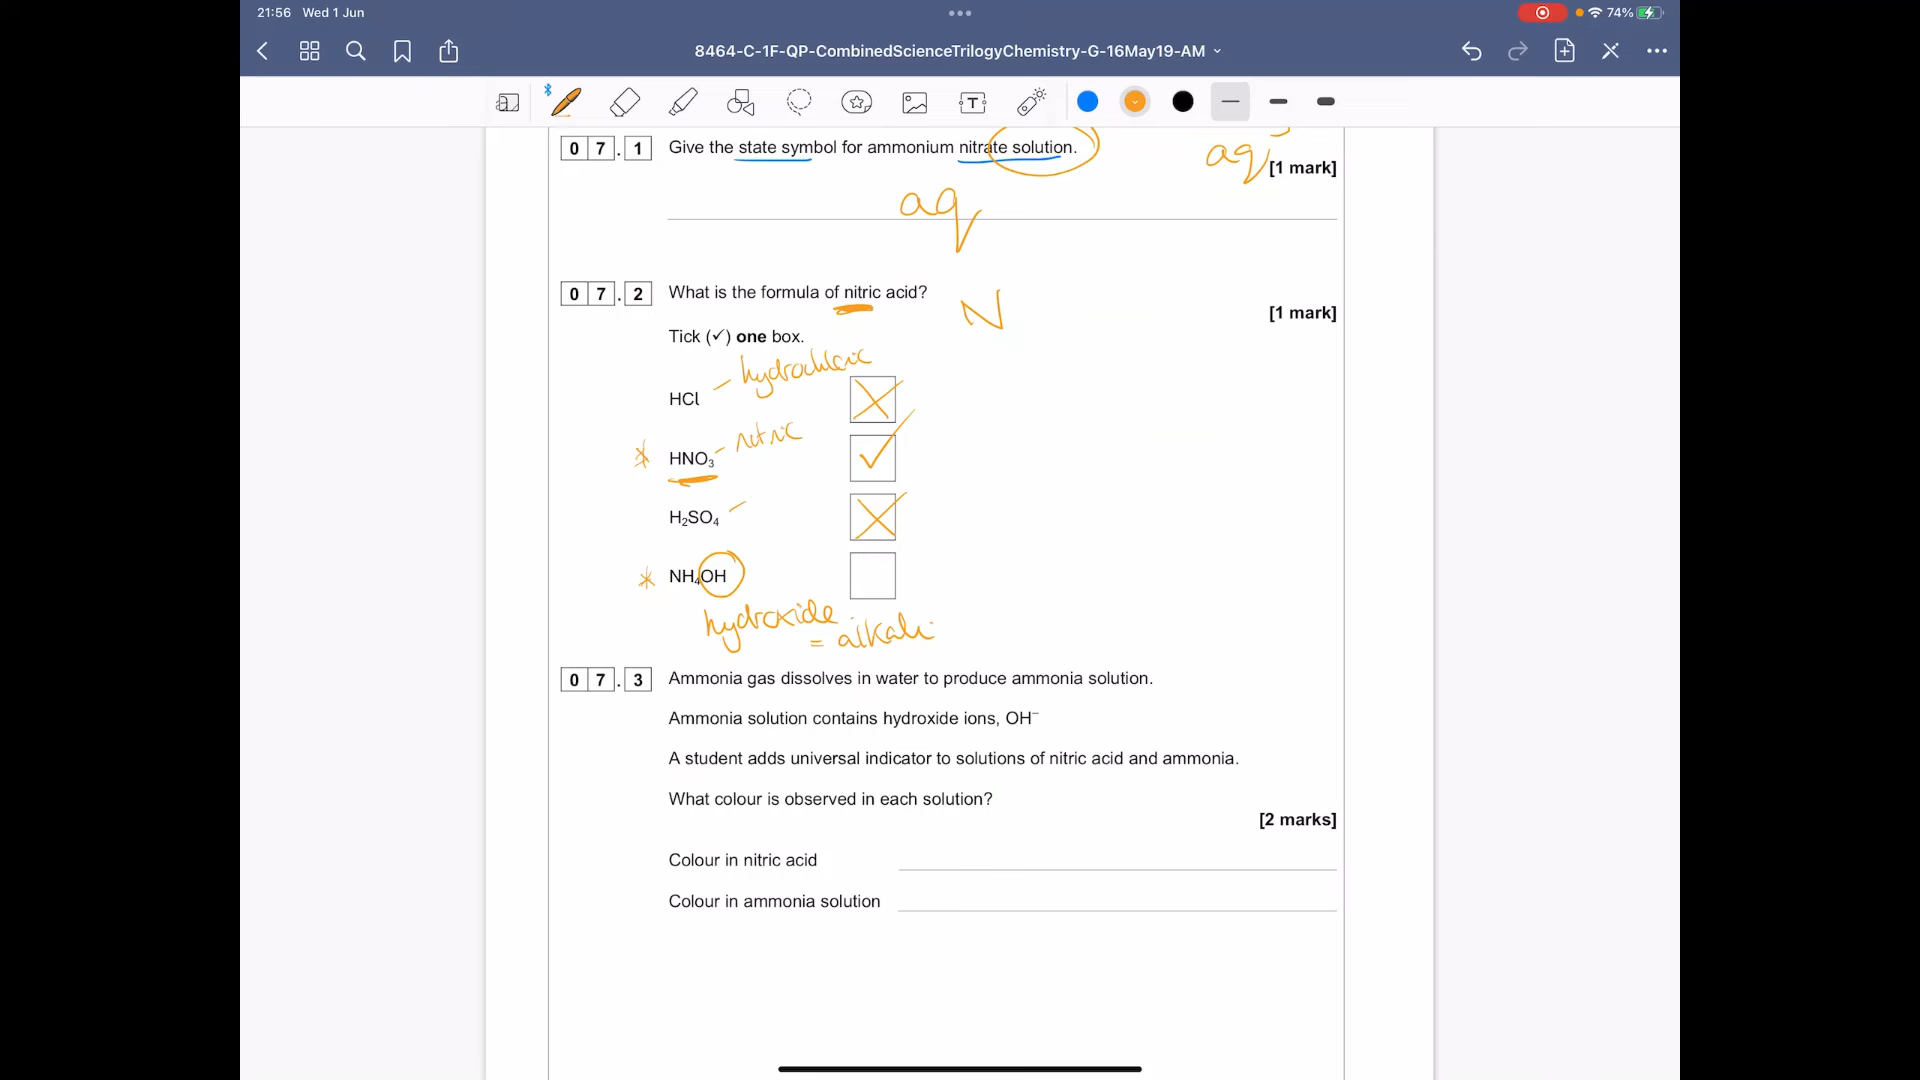 21:56 Wed 1 Jun
74%
8464-C-1F-QP-CombinedScienceTrilogyChemistry-G-16May19-AM
0 7 . 1 Give the state symbol for ammonium nitrate solution.
aq
[1 mark]
aq
0 7 . 2 What is the formula of nitric acid?
N
[1 mark]
Tick (✓) one box.
hydrochloric
HCl
nitric
* HNO₃
H₂SO₄
* NH₄OH
hydroxide
= alkali
0 7 . 3 Ammonia gas dissolves in water to produce ammonia solution.
Ammonia solution contains hydroxide ions, OH⁻
A student adds universal indicator to solutions of nitric acid and ammonia.
What colour is observed in each solution?
[2 marks]
Colour in nitric acid
Colour in ammonia solution